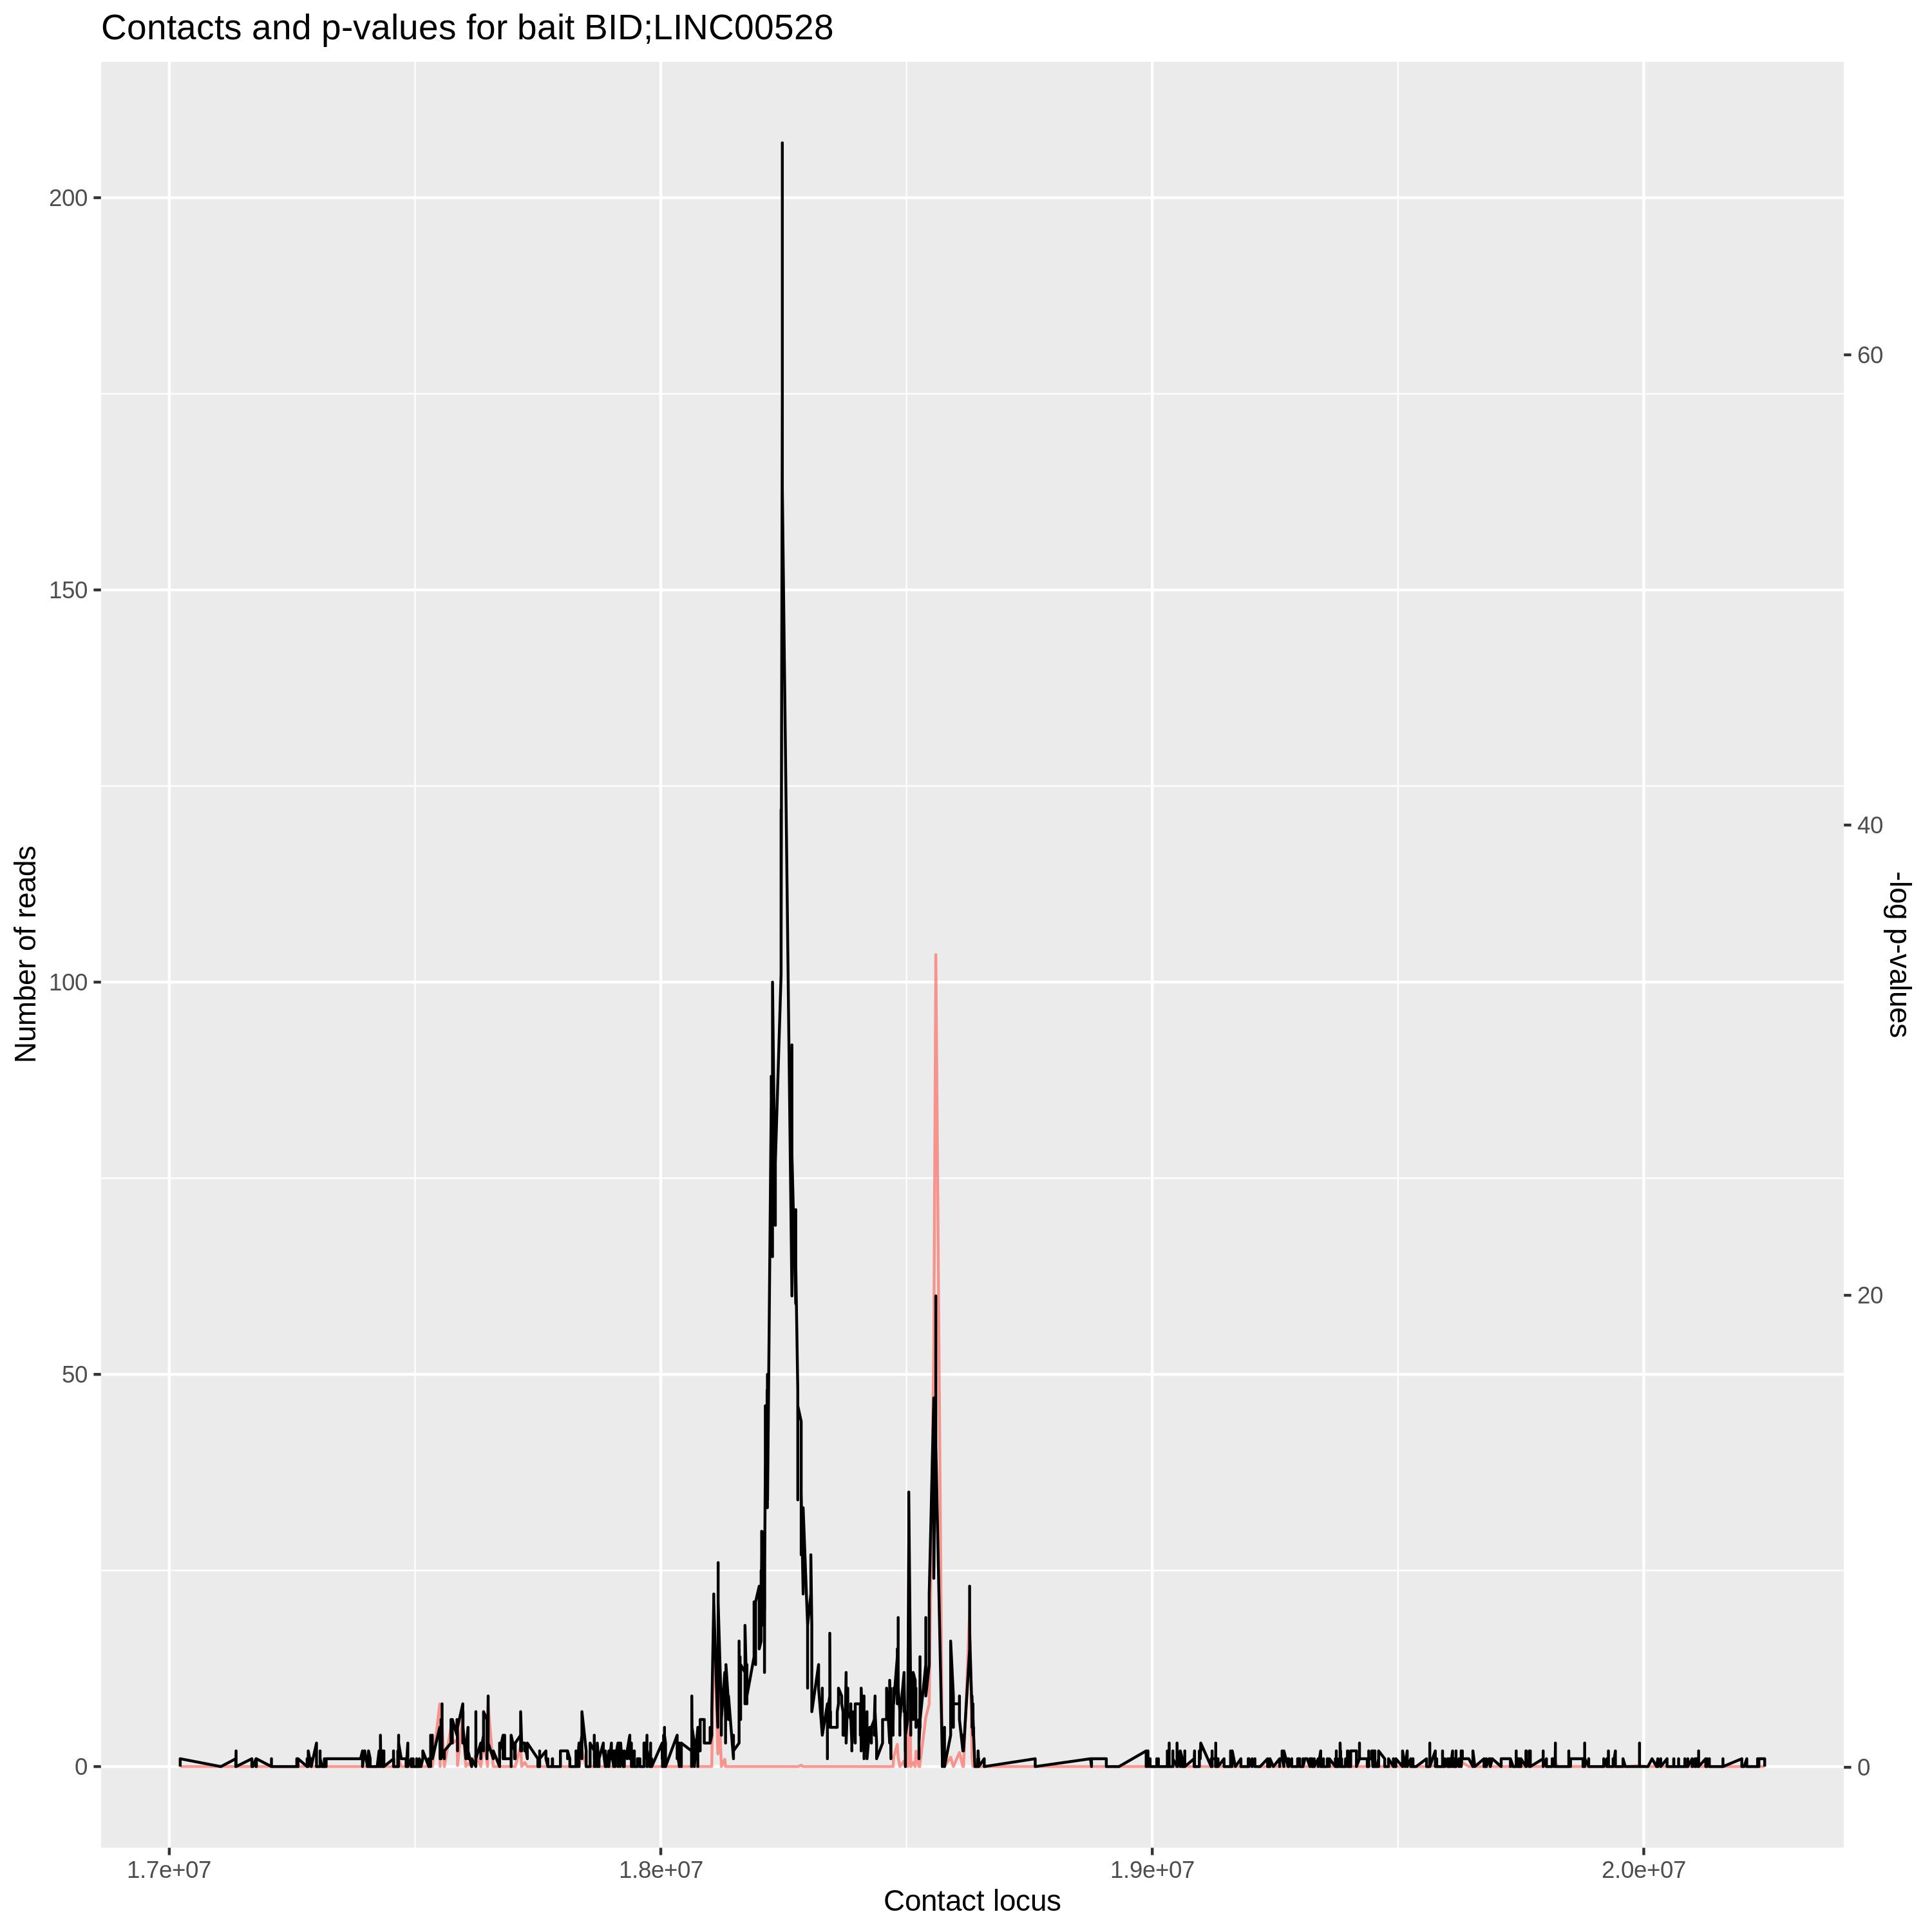 Contacts and p-values for bait BID;LINC00528
200
150
100
50
0
Number of reads
60
40
20
0
-log p-values
1.7e+07
1.8e+07
1.9e+07
2.0e+07
Contact locus